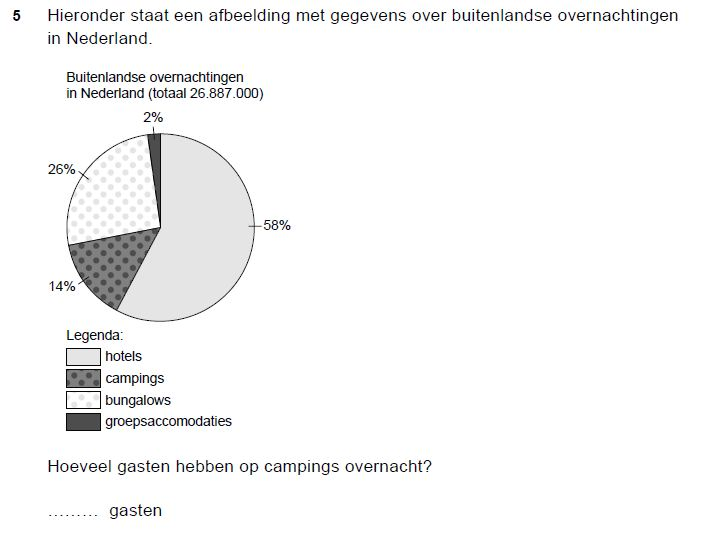 5 Hieronder staat een afbeelding met gegevens over buitenlandse overnachtingen
in Nederland.
Buitenlandse overnachtingen
in Nederland (totaal 26.887.000)
2%
26%
58%
14%
Legenda:
hotels
campings
bungalows
groepsaccomodaties
Hoeveel gasten hebben op campings overnacht?
……… gasten